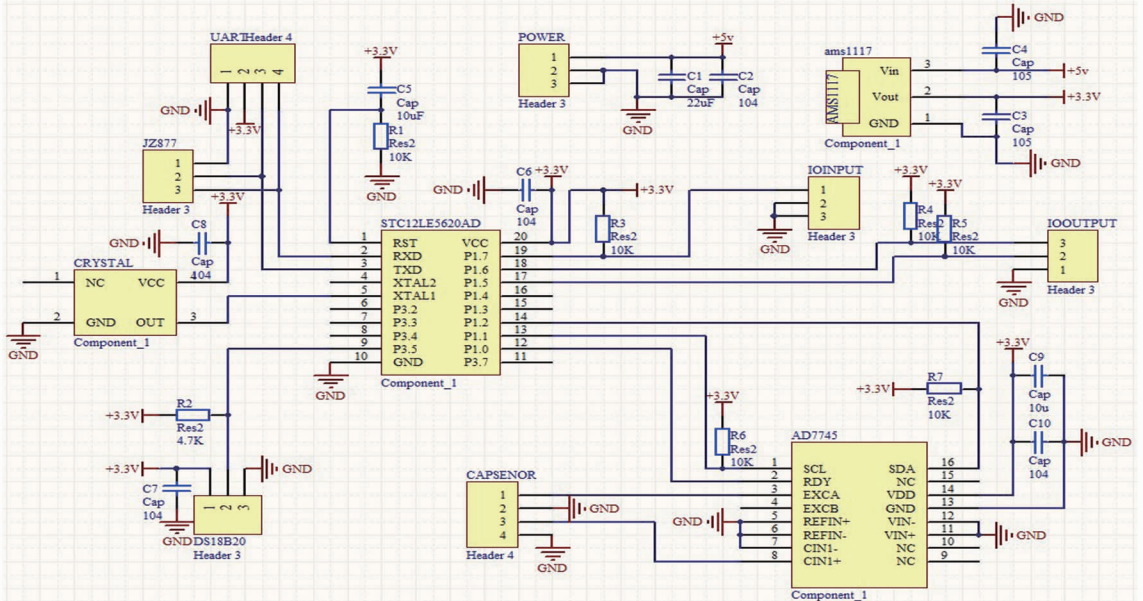 UARTHeader 4
1 2 3 4
GND
+3.3V
JZ877
1
2
3
Header 3
+3.3V
C5
Cap
10uF
R1
Res2
10K
GND
POWER
1
2
3
Header 3
+5v
C1
Cap
22uF
C2
Cap
104
GND
ams1117
AMS1117
Vin 3
Vout 2
GND 1
Component_1
GND
C4
Cap
105
+5v
+3.3V
C3
Cap
105
GND
+3.3V
C8
GND
Cap
104
CRYSTAL
1 NC VCC 4
2 GND OUT 3
Component_1
GND
C6
+3.3V
GND
Cap
104
STC12LE5620AD
1 RST VCC 20
2 RXD P1.7 19
3 TXD P1.6 18
4 XTAL2 P1.5 17
5 XTAL1 P1.4 16
6 P3.2 P1.3 15
7 P3.3 P1.2 14
8 P3.4 P1.1 13
9 P3.5 P1.0 12
10 GND P3.7 11
Component_1
GND
+3.3V
R3
Res2
10K
IOINPUT
1
2
3
Header 3
GND
+3.3V
R4
Res2
10K
+3.3V
R5
Res2
10K
IOOUTPUT
3
2
1
Header 3
GND
+3.3V
R2
Res2
4.7K
+3.3V
GND
C7
Cap
104
GND
1 2 3
DS18B20
Header 3
CAPSENOR
1
2
3
4
Header 4
GND
GND
+3.3V
R6
Res2
10K
+3.3V
R7
Res2
10K
+3.3V
C9
Cap
10u
C10
Cap
104
GND
AD7745
1 SCL SDA 16
2 RDY NC 15
3 EXCA VDD 14
4 EXCB GND 13
5 REFIN+ VIN- 12
6 REFIN- VIN+ 11
7 CIN1- NC 10
8 CIN1+ NC 9
Component_1
GND
GND